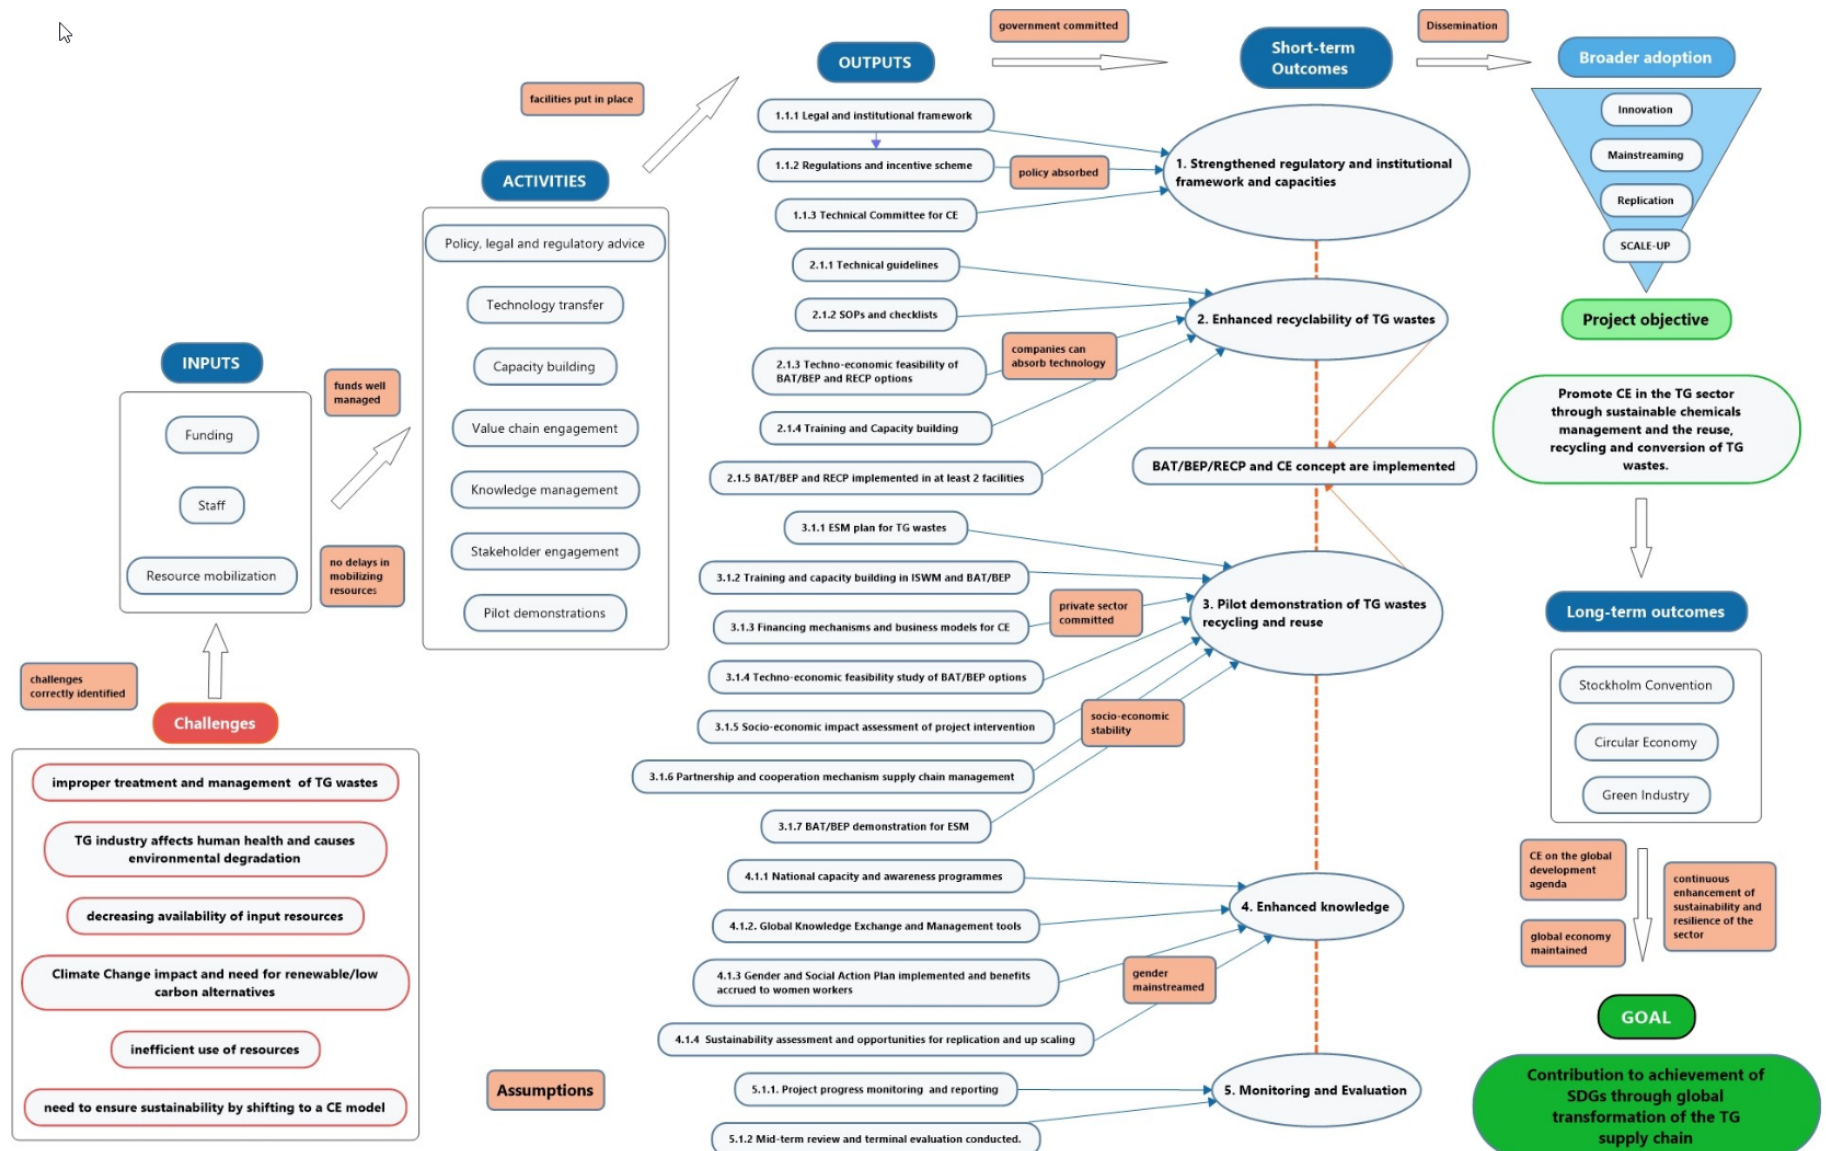 Challenges
improper treatment and management of TG wastes
TG industry affects human health and causes
environmental degradation
decreasing availability of input resources
Climate Change impact and need for renewable/low
carbon alternatives
inefficient use of resources
need to ensure sustainability by shifting to a CE model
challenges
correctly identified
INPUTS
Funding
Staff
Resource mobilization
funds well
managed
no delays in
mobilizing
resources
ACTIVITIES
Policy, legal and regulatory advice
Technology transfer
Capacity building
Value chain engagement
Knowledge management
Stakeholder engagement
Pilot demonstrations
facilities put in place
OUTPUTS
1.1.1 Legal and institutional framework
1.1.2 Regulations and incentive scheme
1.1.3 Technical Committee for CE
2.1.1 Technical guidelines
2.1.2 SOPs and checklists
2.1.3 Techno-economic feasibility of
BAT/BEP and RECP options
2.1.4 Training and Capacity building
2.1.5 BAT/BEP and RECP implemented in at least 2 facilities
3.1.1 ESM plan for TG wastes
3.1.2 Training and capacity building in ISWM and BAT/BEP
3.1.3 Financing mechanisms and business models for CE
3.1.4 Techno-economic feasibility study of BAT/BEP options
3.1.5 Socio-economic impact assessment of project intervention
3.1.6 Partnership and cooperation mechanism supply chain management
3.1.7 BAT/BEP demonstration for ESM
4.1.1 National capacity and awareness programmes
4.1.2. Global Knowledge Exchange and Management tools
4.1.3 Gender and Social Action Plan implemented and benefits
accrued to women workers
4.1.4 Sustainability assessment and opportunities for replication and up scaling
5.1.1. Project progress monitoring and reporting
5.1.2 Mid-term review and terminal evaluation conducted.
Assumptions
government committed
policy absorbed
companies can
absorb technology
private sector
committed
socio-economic
stability
gender
mainstreamed
Short-term
Outcomes
1. Strengthened regulatory and institutional
framework and capacities
2. Enhanced recyclability of TG wastes
BAT/BEP/RECP and CE concept are implemented
3. Pilot demonstration of TG wastes
recycling and reuse
4. Enhanced knowledge
5. Monitoring and Evaluation
Dissemination
Broader adoption
Innovation
Mainstreaming
Replication
SCALE-UP
Project objective
Promote CE in the TG sector
through sustainable chemicals
management and the reuse,
recycling and conversion of TG
wastes.
Long-term outcomes
Stockholm Convention
Circular Economy
Green Industry
CE on the global
development
agenda
global economy
maintained
continuous
enhancement of
sustainability and
resilience of the
sector
GOAL
Contribution to achievement of
SDGs through global
transformation of the TG
supply chain